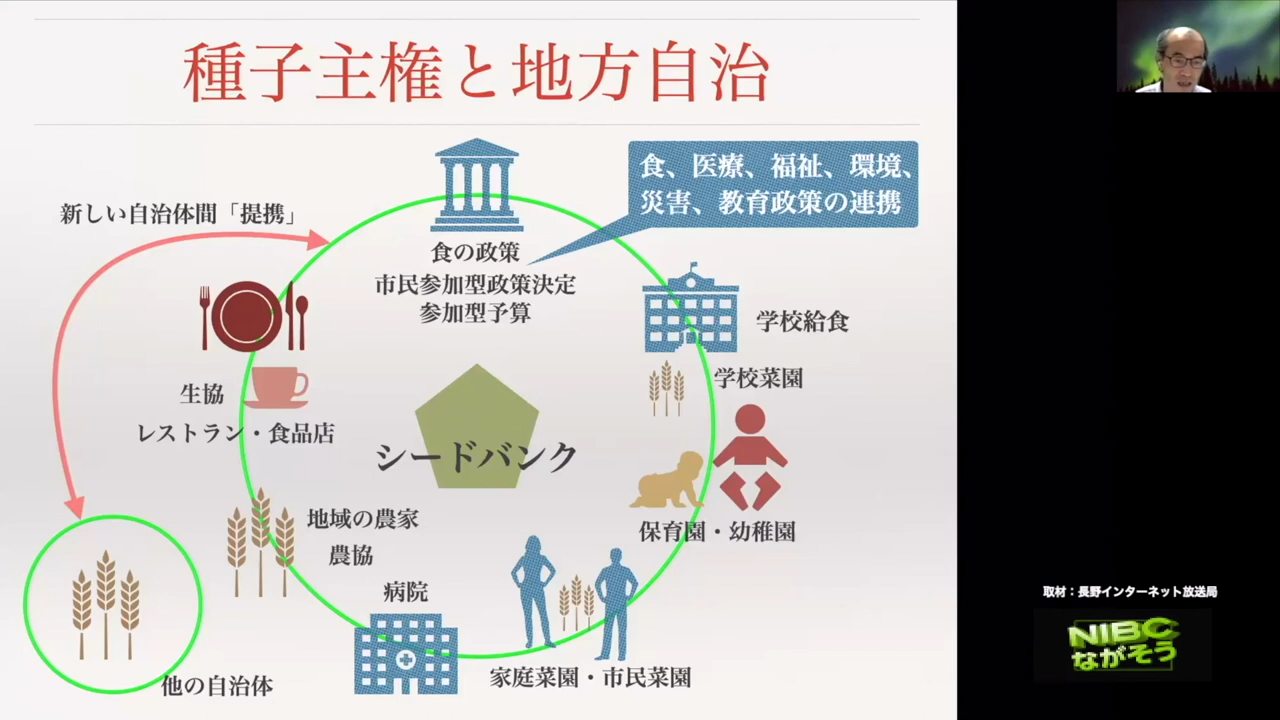 種子主権と地方自治
食、医療、福祉、環境、
災害、教育政策の連携
新しい自治体間「提携」
食の政策
市民参加型政策決定
参加型予算
学校給食
学校菜園
生協
レストラン・食品店
シードバンク
地域の農家
農協
保育園・幼稚園
病院
家庭菜園・市民菜園
他の自治体
取材：長野インターネット放送局
NIBC
ながそう